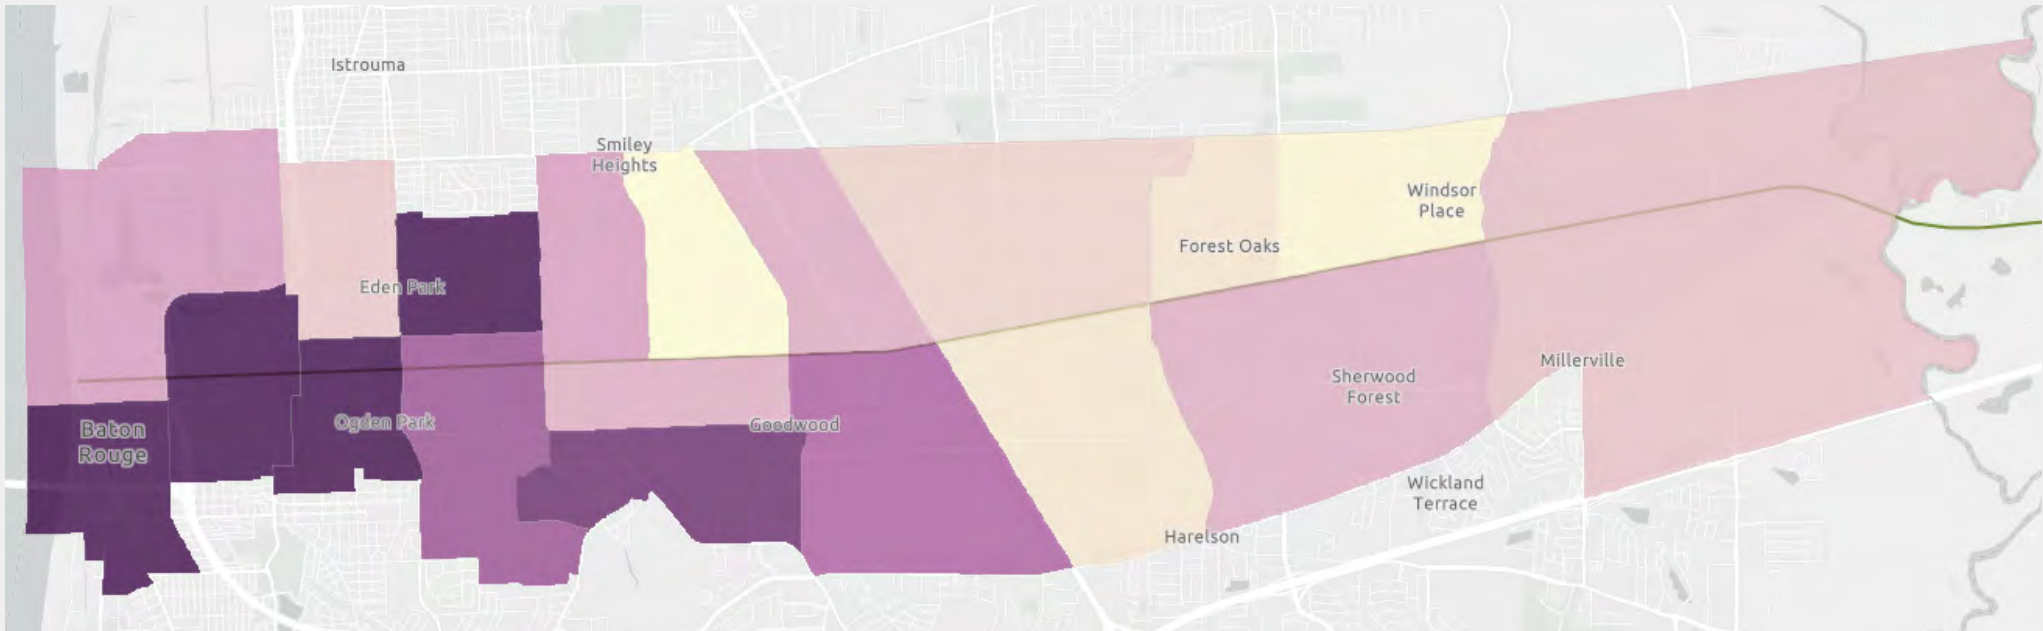 Istrouma
Smiley
Heights
Windsor
Place
Forest Oaks
Eden Park
Millerville
Sherwood
Forest
Ogden Park
Goodwood
Baton
Rouge
Wickland
Terrace
Harelson